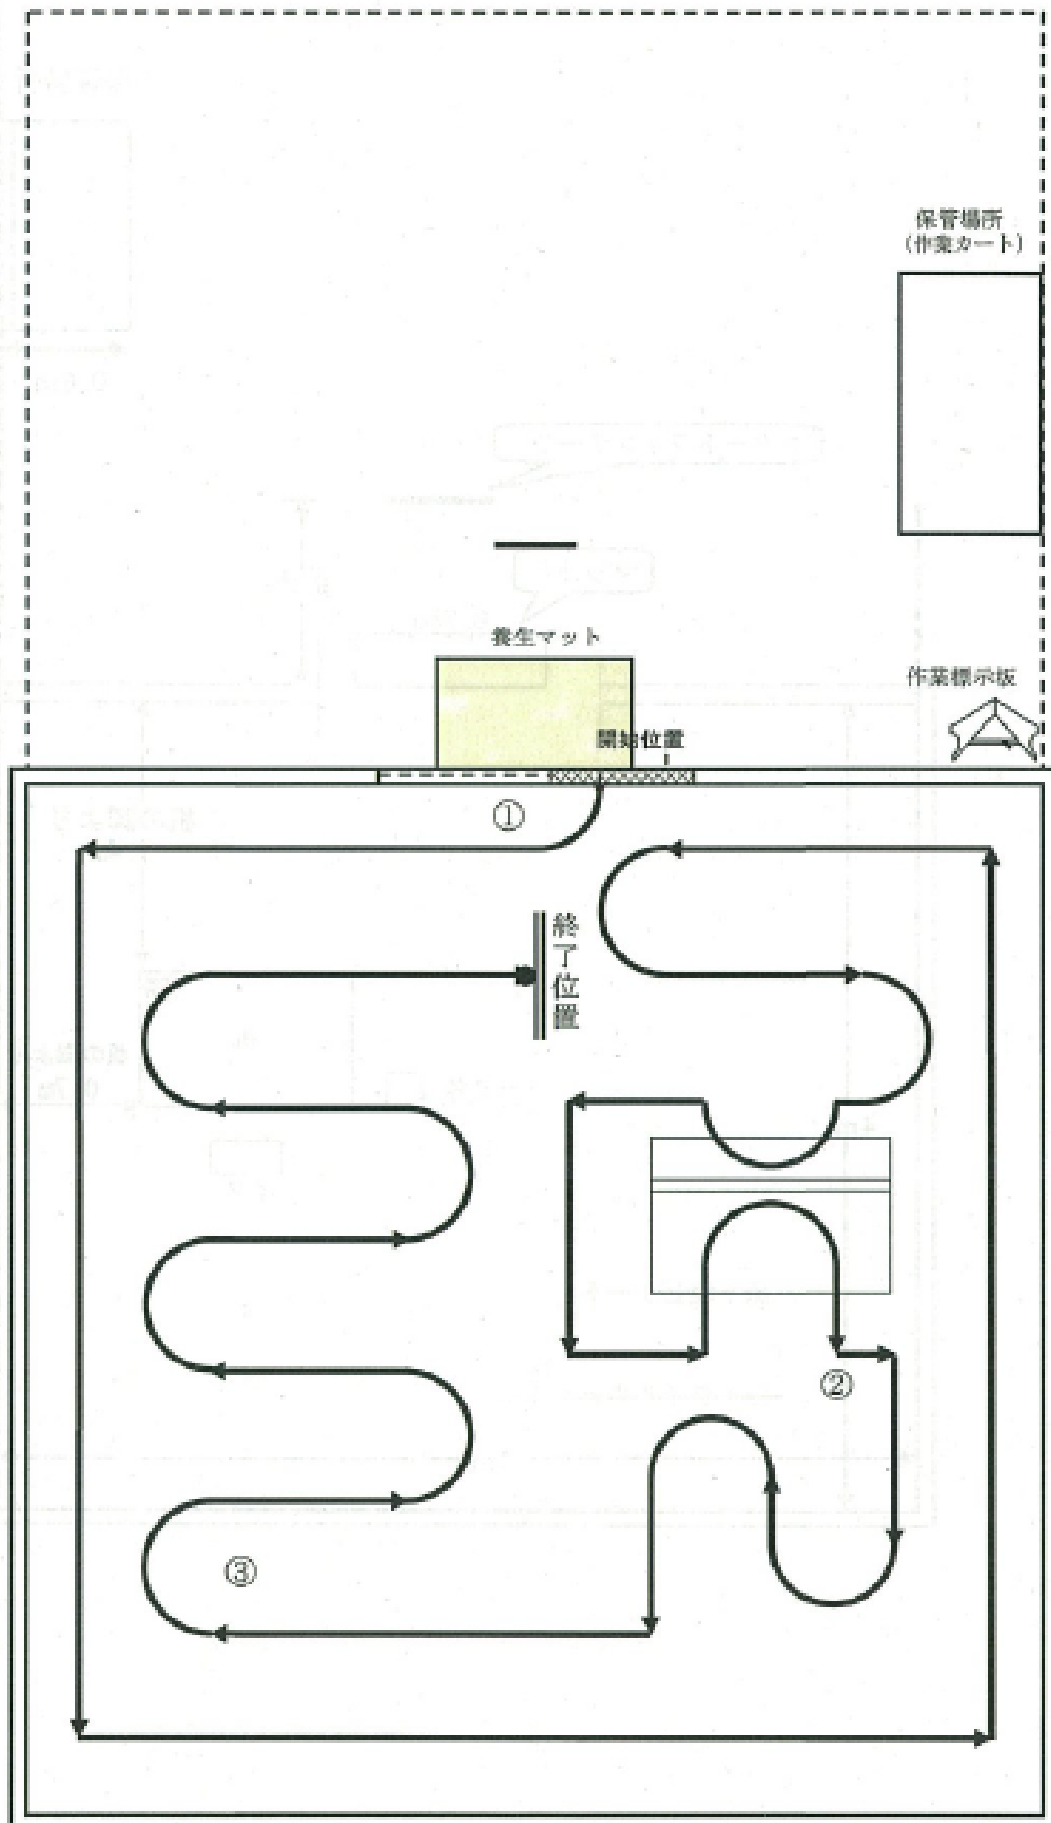 保管場所
(作業カート)
養生マット
作業標示板
開始位置
①
終了位置
②
③